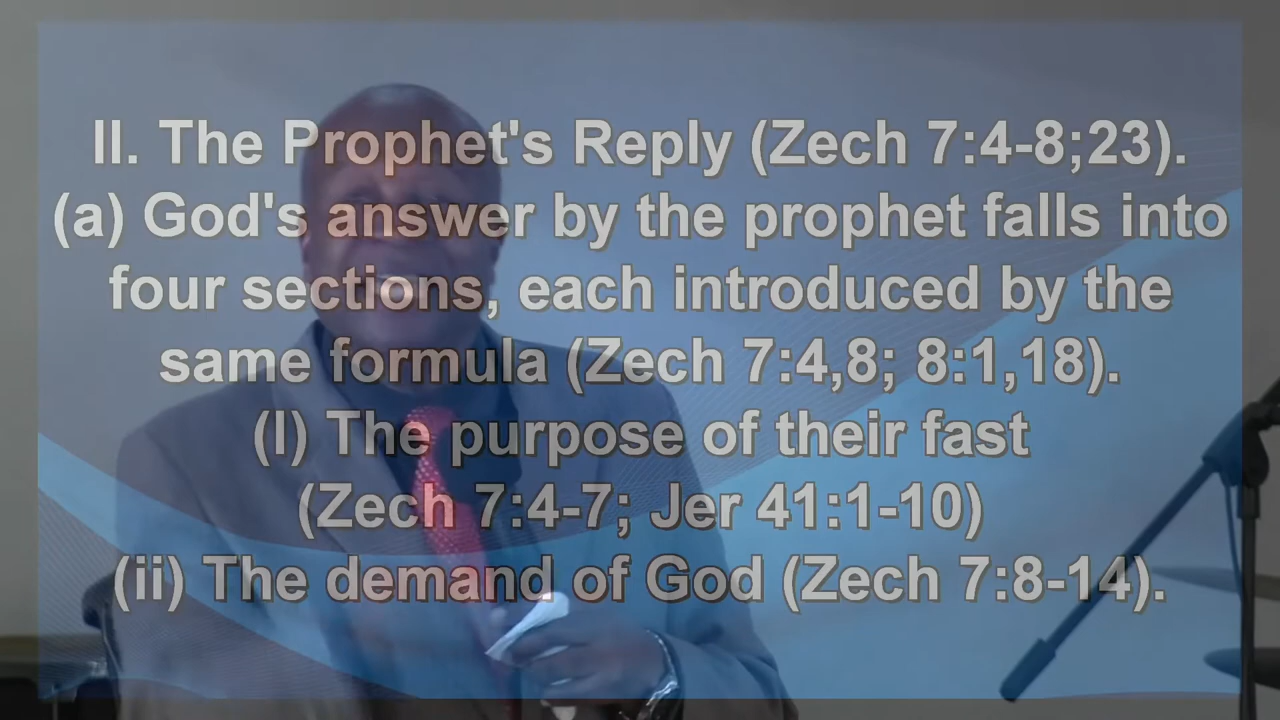 II. The Prophet's Reply (Zech 7:4-8;23).
(a) God's answer by the prophet falls into
four sections, each introduced by the
same formula (Zech 7:4,8; 8:1,18).
(I) The purpose of their fast
(Zech 7:4-7; Jer 41:1-10)
(ii) The demand of God (Zech 7:8-14).